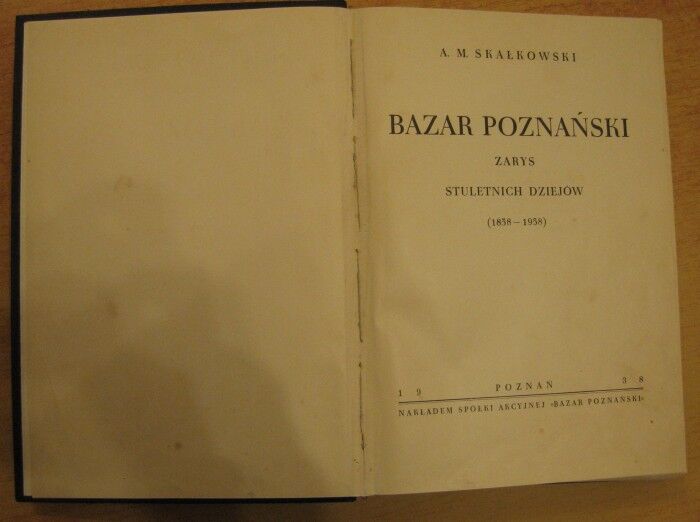 A. M. SKAŁKOWSKI
BAZAR POZNAŃSKI
ZARYS
STULETNICH DZIEJÓW
(1838–1938)
19 POZNAŃ 38
NAKŁADEM SPÓŁKI AKCYJNEJ »BAZAR POZNAŃSKI«